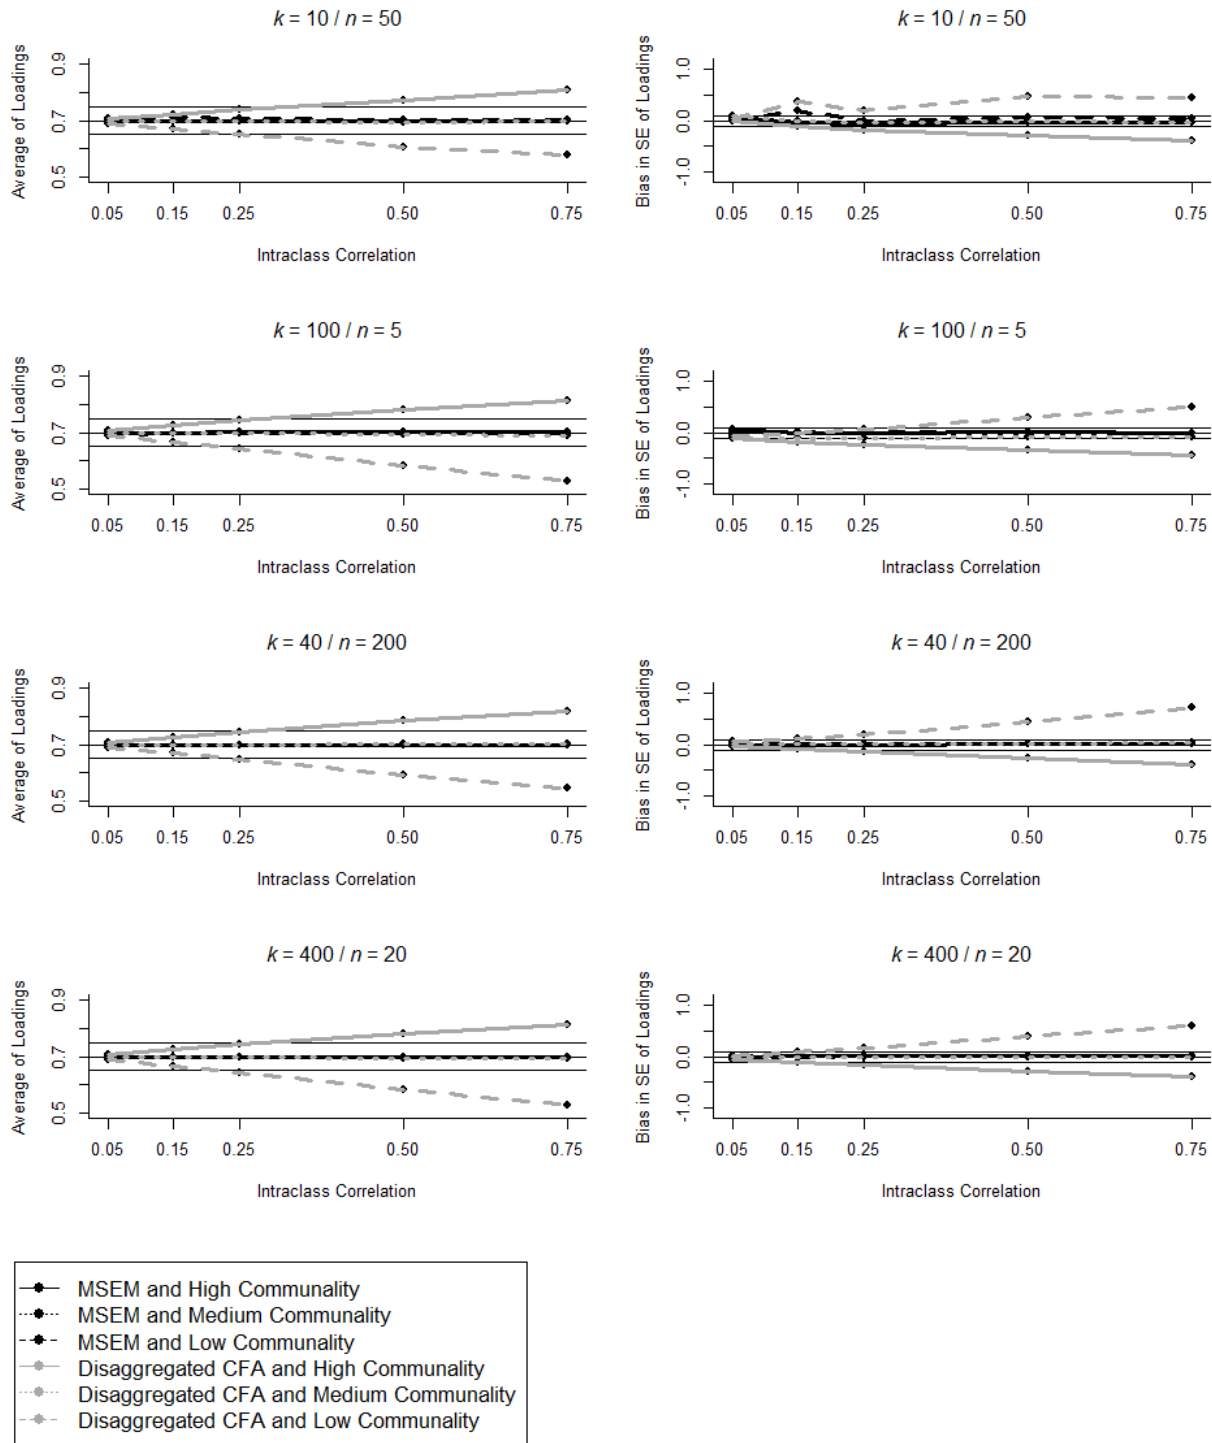 k = 10 / n = 50
Average of Loadings
0.9
0.7
0.5
0.05 0.15 0.25 0.50 0.75
Intraclass Correlation
k = 10 / n = 50
Bias in SE of Loadings
1.0
0.0
-1.0
0.05 0.15 0.25 0.50 0.75
Intraclass Correlation
k = 100 / n = 5
Average of Loadings
0.9
0.7
0.5
0.05 0.15 0.25 0.50 0.75
Intraclass Correlation
k = 100 / n = 5
Bias in SE of Loadings
1.0
0.0
-1.0
0.05 0.15 0.25 0.50 0.75
Intraclass Correlation
k = 40 / n = 200
Average of Loadings
0.9
0.7
0.5
0.05 0.15 0.25 0.50 0.75
Intraclass Correlation
k = 40 / n = 200
Bias in SE of Loadings
1.0
0.0
-1.0
0.05 0.15 0.25 0.50 0.75
Intraclass Correlation
k = 400 / n = 20
Average of Loadings
0.9
0.7
0.5
0.05 0.15 0.25 0.50 0.75
Intraclass Correlation
k = 400 / n = 20
Bias in SE of Loadings
1.0
0.0
-1.0
0.05 0.15 0.25 0.50 0.75
Intraclass Correlation
MSEM and High Communality
MSEM and Medium Communality
MSEM and Low Communality
Disaggregated CFA and High Communality
Disaggregated CFA and Medium Communality
Disaggregated CFA and Low Communality